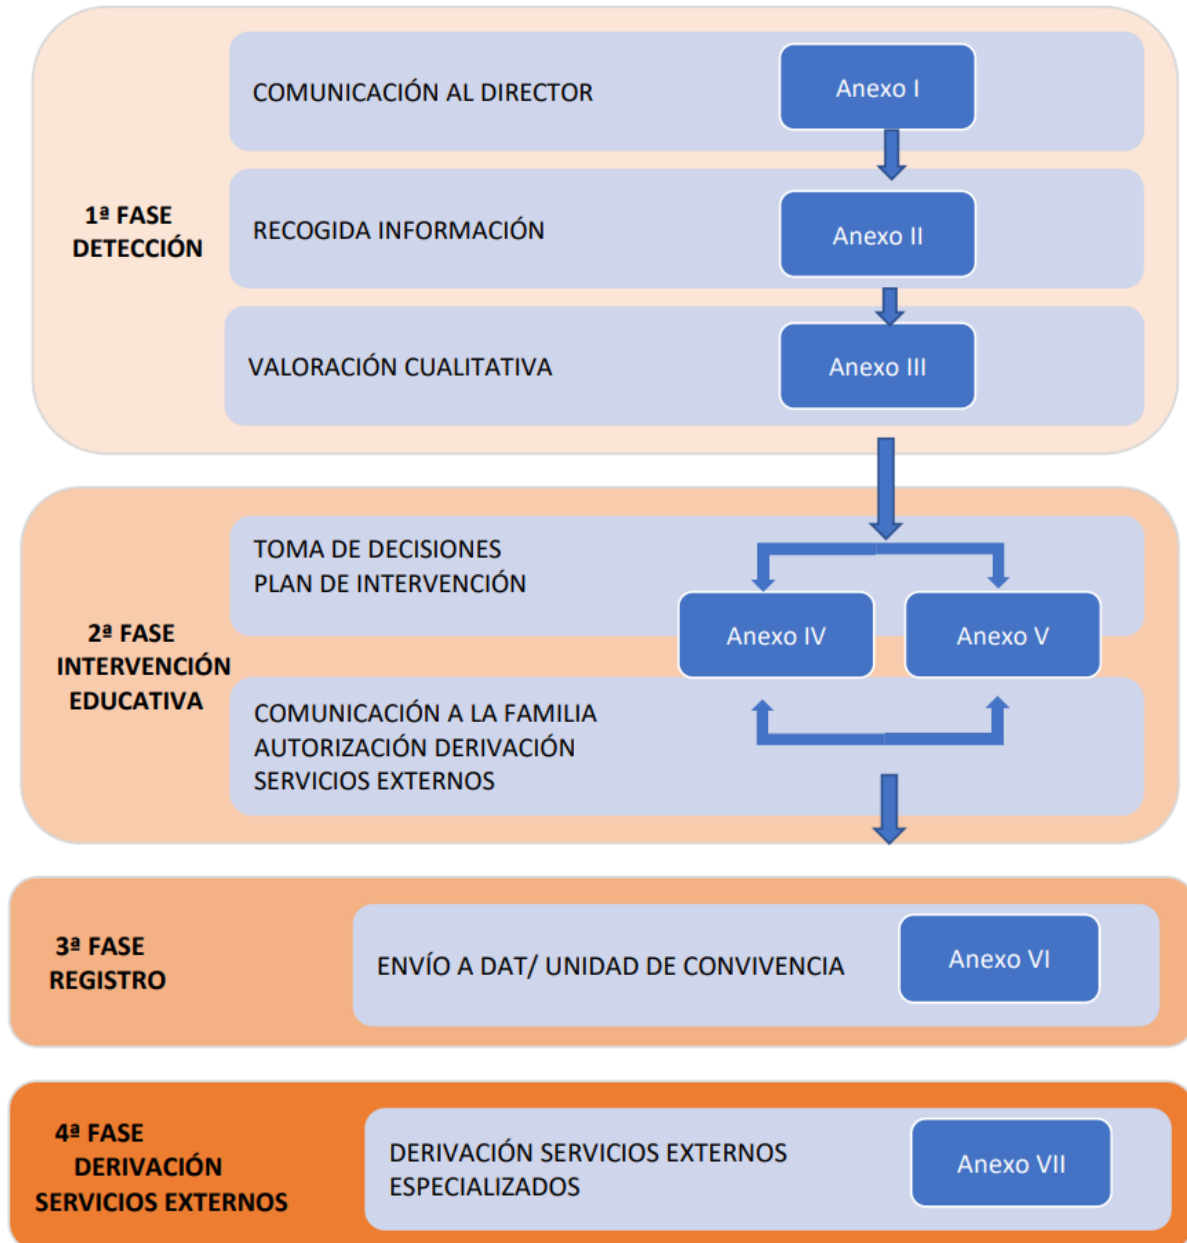 COMUNICACIÓN AL DIRECTOR
Anexo I
1ª FASE
DETECCIÓN
RECOGIDA INFORMACIÓN
Anexo II
VALORACIÓN CUALITATIVA
Anexo III
TOMA DE DECISIONES
PLAN DE INTERVENCIÓN
Anexo IV
Anexo V
2ª FASE
INTERVENCIÓN
EDUCATIVA
COMUNICACIÓN A LA FAMILIA
AUTORIZACIÓN DERIVACIÓN
SERVICIOS EXTERNOS
3ª FASE
REGISTRO
ENVÍO A DAT/ UNIDAD DE CONVIVENCIA
Anexo VI
4ª FASE
DERIVACIÓN
SERVICIOS EXTERNOS
DERIVACIÓN SERVICIOS EXTERNOS
ESPECIALIZADOS
Anexo VII